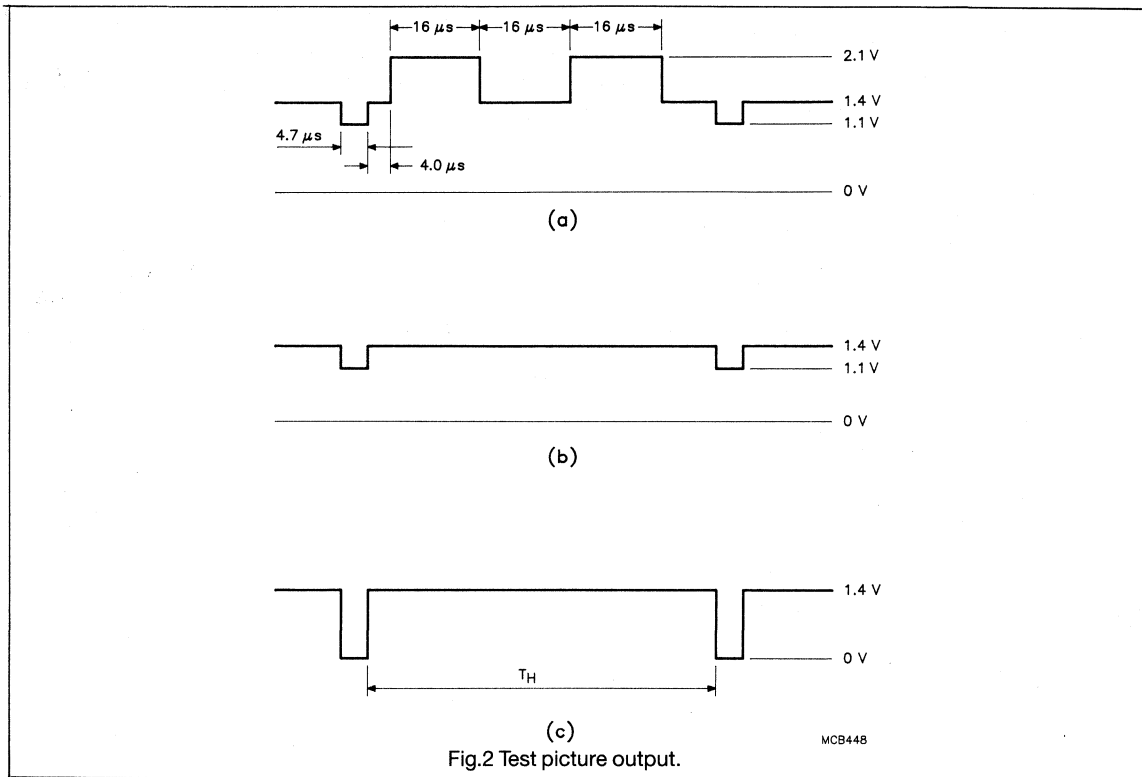 16 μs 16 μs 16 μs
2.1 V
1.4 V
1.1 V
4.7 μs
4.0 μs
0 V
(a)
1.4 V
1.1 V
0 V
(b)
1.4 V
0 V
TH
(c)
MCB448
Fig.2 Test picture output.